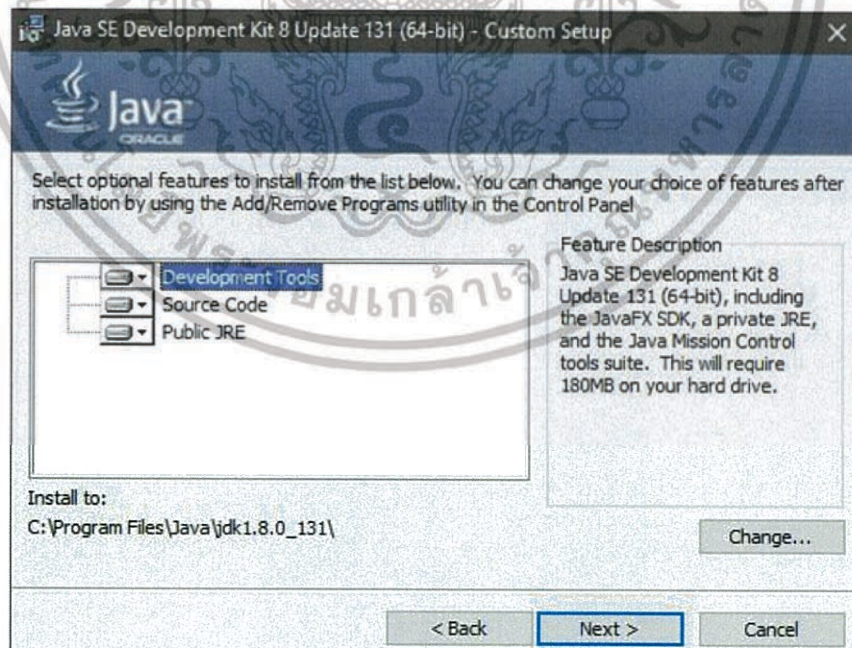 Java SE Development Kit 8 Update 131 (64-bit) - Custom Setup
Java
ORACLE
Select optional features to install from the list below. You can change your choice of features after
installation by using the Add/Remove Programs utility in the Control Panel
Development Tools
Source Code
Public JRE
Feature Description
Java SE Development Kit 8
Update 131 (64-bit), including
the JavaFX SDK, a private JRE,
and the Java Mission Control
tools suite. This will require
180MB on your hard drive.
Install to:
C:\Program Files\Java\jdk1.8.0_131\
Change...
< Back
Next >
Cancel